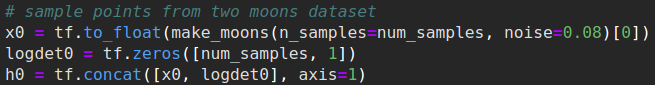 # sample points from two moons dataset
x0 = tf.to_float(make_moons(n_samples=num_samples, noise=0.08)[0])
logdet0 = tf.zeros([num_samples, 1])
h0 = tf.concat([x0, logdet0], axis=1)